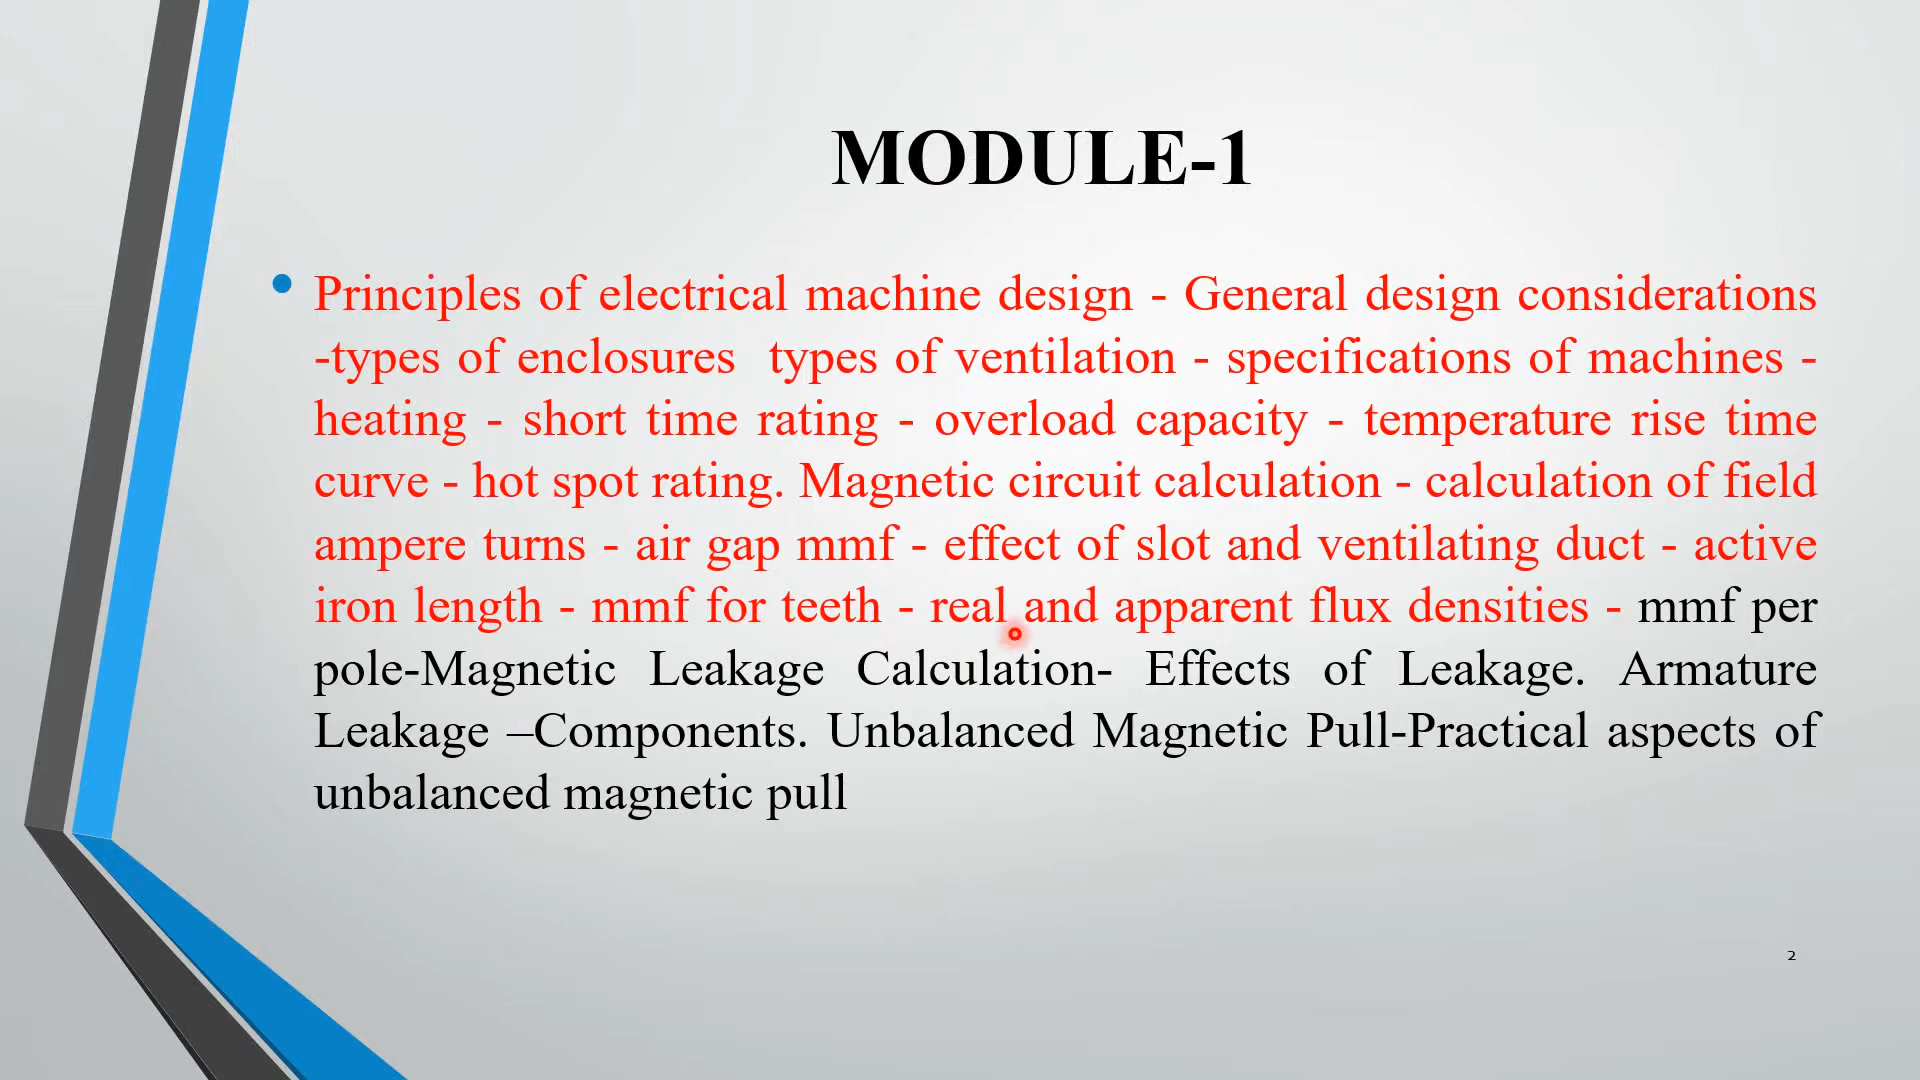 MODULE-1
• Principles of electrical machine design - General design considerations
-types of enclosures  types of ventilation - specifications of machines -
heating - short time rating - overload capacity - temperature rise time
curve - hot spot rating. Magnetic circuit calculation - calculation of field
ampere turns - air gap mmf - effect of slot and ventilating duct - active
iron length - mmf for teeth - real and apparent flux densities - mmf per
pole-Magnetic Leakage Calculation- Effects of Leakage. Armature
Leakage –Components. Unbalanced Magnetic Pull-Practical aspects of
unbalanced magnetic pull
2